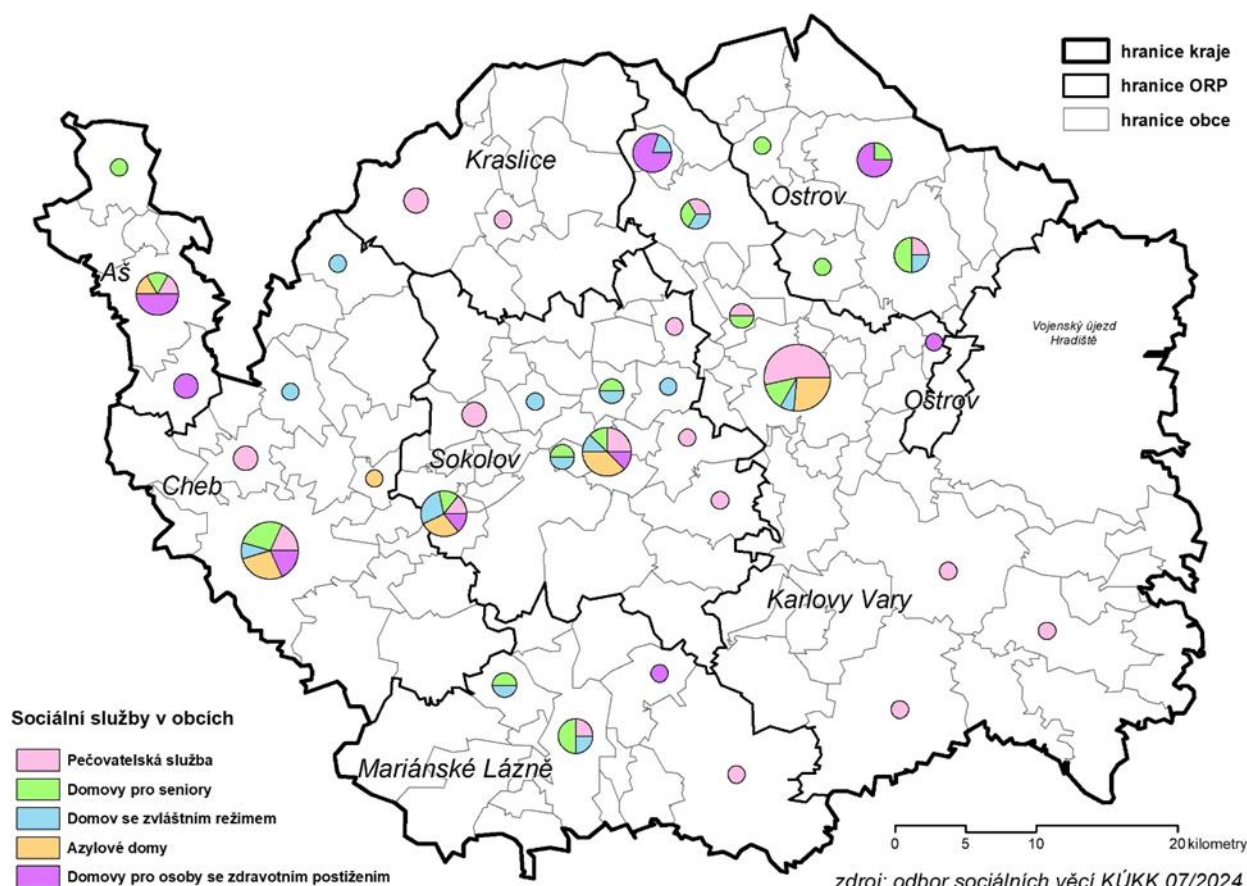 hranice kraje
hranice ORP
hranice obce
Kraslice
Ostrov
Aš
Vojenský újezd
Hradiště
Ostrov
Sokolov
Cheb
Karlovy Vary
Mariánské Lázně
Sociální služby v obcích
Pečovatelská služba
Domovy pro seniory
Domov se zvláštním režimem
Azylové domy
Domovy pro osoby se zdravotním postižením
0 5 10 20 kilometry
zdroj: odbor sociálních věcí KÚKK 07/2024